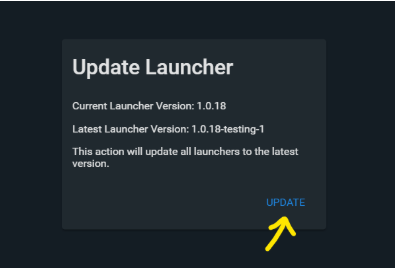 Update Launcher
Current Launcher Version: 1.0.18
Latest Launcher Version: 1.0.18-testing-1
This action will update all launchers to the latest
version.
UPDATE